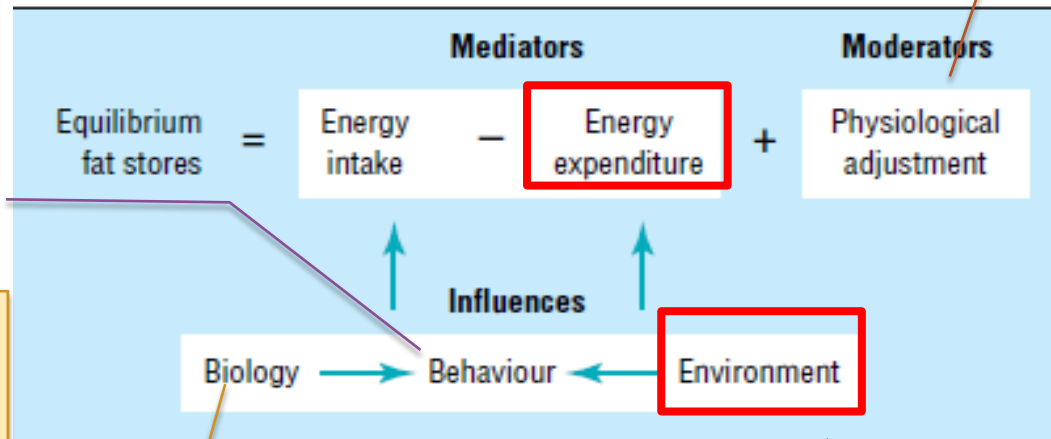 Mediators Moderators
Equilibrium fat stores = Energy intake − Energy expenditure + Physiological adjustment
Influences
Biology Behaviour Environment